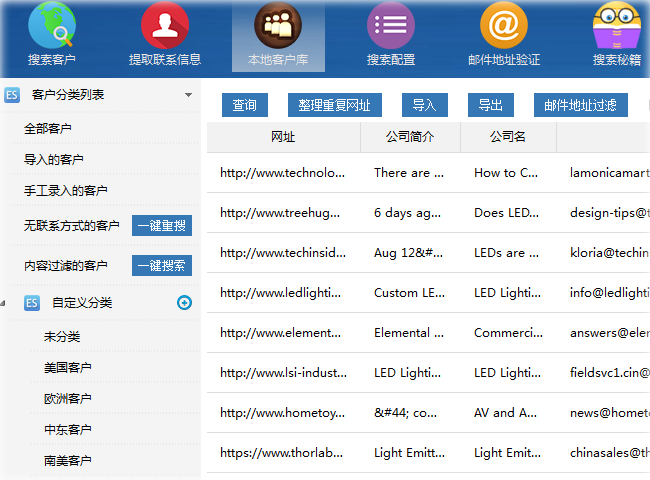 搜索客户 提取联系信息 本地客户库 搜索配置 邮件地址验证 搜索秘籍
ES 客户分类列表
全部客户
导入的客户
手工录入的客户
无联系方式的客户 一键重搜
内容过滤的客户 一键搜索
ES 自定义分类
未分类
美国客户
欧洲客户
中东客户
南美客户
查询 整理重复网址 导入 导出 邮件地址过滤
网址 公司简介 公司名
http://www.technolo... There are ... How to C... lamonicamart
http://www.treehug... 6 days ag... Does LED... design-tips@t
http://www.techinsid... Aug 12&#... LEDs are ... kloria@techin
http://www.ledlighti... Custom LE... LED Lighti... info@ledlighti
http://www.element... Elemental ... Commerci... answers@elem
http://www.lsi-indust... LED Lighti... LED Lighti... fieldsvc1.cin@
http://www.hometoy... &#44; co... AV and A... news@hometo
https://www.thorlab... Light Emitt... Light Emit... chinasales@th